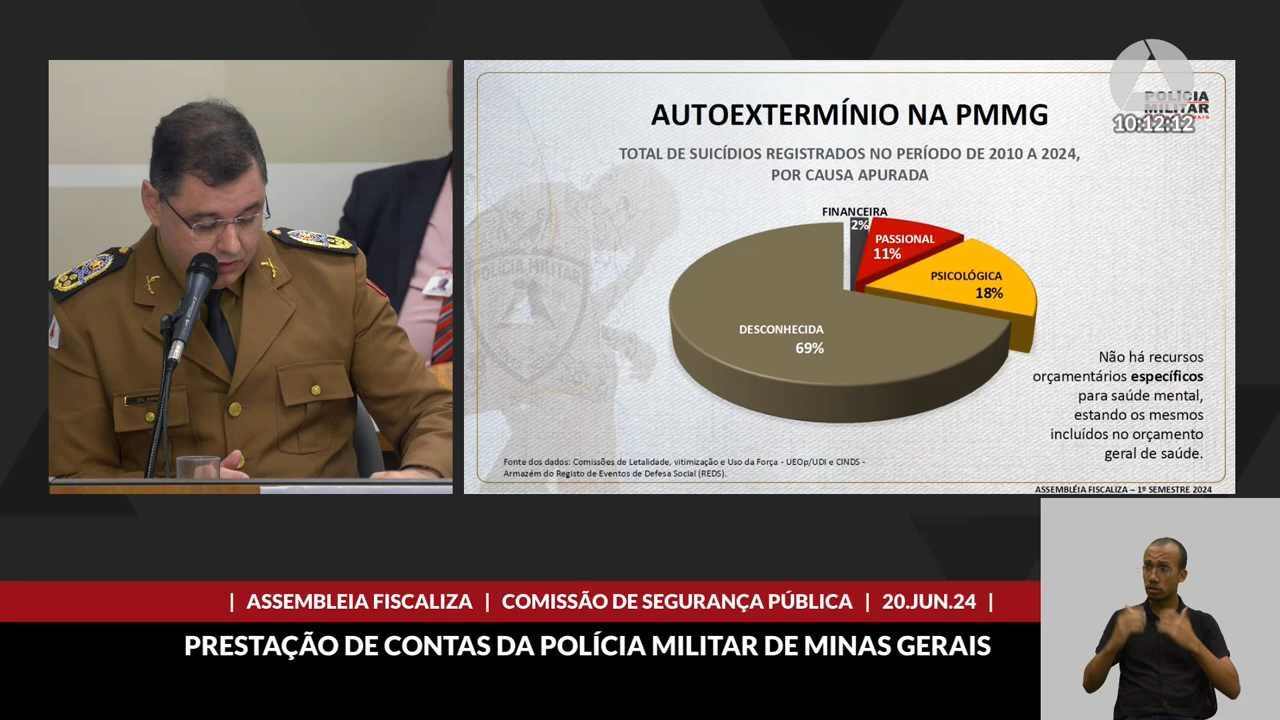 AUTOEXTERMÍNIO NA PMMG
POLÍCIA
MILITAR
10:12:12
TOTAL DE SUICÍDIOS REGISTRADOS NO PERÍODO DE 2010 A 2024,
POR CAUSA APURADA
FINANCEIRA
2%
PASSIONAL
11%
PSICOLÓGICA
18%
DESCONHECIDA
69%
POLÍCIA MILITAR
Não há recursos
orçamentários específicos
para saúde mental,
estando os mesmos
incluídos no orçamento
geral de saúde.
Fonte dos dados: Comissões de Letalidade, vitimização e Uso da Força - UEOp/UDI e CINDS -
Armazém do Registo de Eventos de Defesa Social (REDS).
ASSEMBLÉIA FISCALIZA – 1º SEMESTRE 2024
| ASSEMBLEIA FISCALIZA | COMISSÃO DE SEGURANÇA PÚBLICA | 20.JUN.24 |
PRESTAÇÃO DE CONTAS DA POLÍCIA MILITAR DE MINAS GERAIS